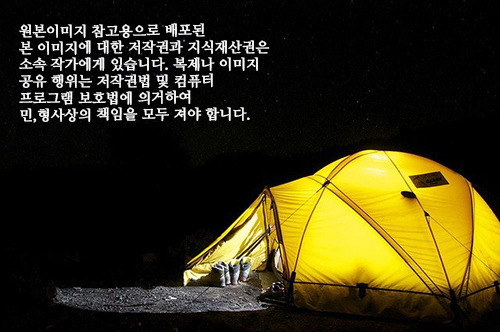 원본이미지 참고용으로 배포된
본 이미지에 대한 저작권과 지식재산권은
소속 작가에게 있습니다. 복제나 이미지
공유 행위는 저작권법 및 컴퓨터
프로그램 보호법에 의거하여
민,형사상의 책임을 모두 져야 합니다.